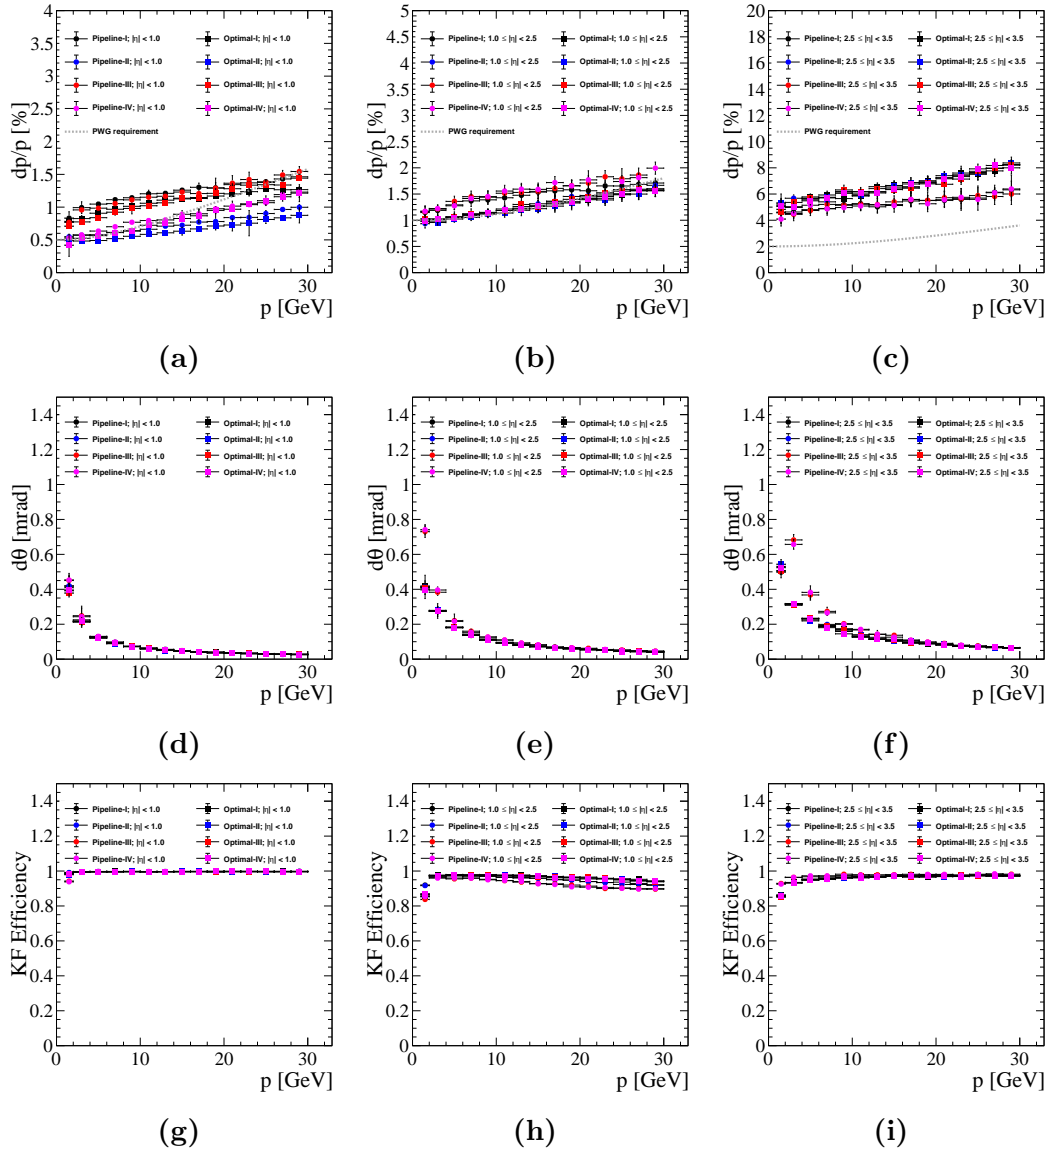 dp/p [%]
4
3.5
3
2.5
2
1.5
1
0.5
0
Pipeline-I; |η| < 1.0
Optimal-I; |η| < 1.0
Pipeline-II; |η| < 1.0
Optimal-II; |η| < 1.0
Pipeline-III; |η| < 1.0
Optimal-III; |η| < 1.0
Pipeline-IV; |η| < 1.0
Optimal-IV; |η| < 1.0
PWG requirement
0 10 20 30
p [GeV]
(a)
dp/p [%]
5
4.5
4
3.5
3
2.5
2
1.5
1
0.5
0
Pipeline-I; 1.0 ≤ |η| < 2.5
Optimal-I; 1.0 ≤ |η| < 2.5
Pipeline-II; 1.0 ≤ |η| < 2.5
Optimal-II; 1.0 ≤ |η| < 2.5
Pipeline-III; 1.0 ≤ |η| < 2.5
Optimal-III; 1.0 ≤ |η| < 2.5
Pipeline-IV; 1.0 ≤ |η| < 2.5
Optimal-IV; 1.0 ≤ |η| < 2.5
PWG requirement
0 10 20 30
p [GeV]
(b)
dp/p [%]
20
18
16
14
12
10
8
6
4
2
0
Pipeline-I; 2.5 ≤ |η| < 3.5
Optimal-I; 2.5 ≤ |η| < 3.5
Pipeline-II; 2.5 ≤ |η| < 3.5
Optimal-II; 2.5 ≤ |η| < 3.5
Pipeline-III; 2.5 ≤ |η| < 3.5
Optimal-III; 2.5 ≤ |η| < 3.5
Pipeline-IV; 2.5 ≤ |η| < 3.5
Optimal-IV; 2.5 ≤ |η| < 3.5
PWG requirement
0 10 20 30
p [GeV]
(c)
dθ [mrad]
1.4
1.2
1
0.8
0.6
0.4
0.2
0
Pipeline-I; |η| < 1.0
Optimal-I; |η| < 1.0
Pipeline-II; |η| < 1.0
Optimal-II; |η| < 1.0
Pipeline-III; |η| < 1.0
Optimal-III; |η| < 1.0
Pipeline-IV; |η| < 1.0
Optimal-IV; |η| < 1.0
0 10 20 30
p [GeV]
(d)
dθ [mrad]
1.4
1.2
1
0.8
0.6
0.4
0.2
0
Pipeline-I; 1.0 ≤ |η| < 2.5
Optimal-I; 1.0 ≤ |η| < 2.5
Pipeline-II; 1.0 ≤ |η| < 2.5
Optimal-II; 1.0 ≤ |η| < 2.5
Pipeline-III; 1.0 ≤ |η| < 2.5
Optimal-III; 1.0 ≤ |η| < 2.5
Pipeline-IV; 1.0 ≤ |η| < 2.5
Optimal-IV; 1.0 ≤ |η| < 2.5
0 10 20 30
p [GeV]
(e)
dθ [mrad]
1.4
1.2
1
0.8
0.6
0.4
0.2
0
Pipeline-I; 2.5 ≤ |η| < 3.5
Optimal-I; 2.5 ≤ |η| < 3.5
Pipeline-II; 2.5 ≤ |η| < 3.5
Optimal-II; 2.5 ≤ |η| < 3.5
Pipeline-III; 2.5 ≤ |η| < 3.5
Optimal-III; 2.5 ≤ |η| < 3.5
Pipeline-IV; 2.5 ≤ |η| < 3.5
Optimal-IV; 2.5 ≤ |η| < 3.5
0 10 20 30
p [GeV]
(f)
KF Efficiency
1.4
1.2
1
0.8
0.6
0.4
0.2
0
Pipeline-I; |η| < 1.0
Optimal-I; |η| < 1.0
Pipeline-II; |η| < 1.0
Optimal-II; |η| < 1.0
Pipeline-III; |η| < 1.0
Optimal-III; |η| < 1.0
Pipeline-IV; |η| < 1.0
Optimal-IV; |η| < 1.0
0 10 20 30
p [GeV]
(g)
KF Efficiency
1.4
1.2
1
0.8
0.6
0.4
0.2
0
Pipeline-I; 1.0 ≤ |η| < 2.5
Optimal-I; 1.0 ≤ |η| < 2.5
Pipeline-II; 1.0 ≤ |η| < 2.5
Optimal-II; 1.0 ≤ |η| < 2.5
Pipeline-III; 1.0 ≤ |η| < 2.5
Optimal-III; 1.0 ≤ |η| < 2.5
Pipeline-IV; 1.0 ≤ |η| < 2.5
Optimal-IV; 1.0 ≤ |η| < 2.5
0 10 20 30
p [GeV]
(h)
KF Efficiency
1.4
1.2
1
0.8
0.6
0.4
0.2
0
Pipeline-I; 2.5 ≤ |η| < 3.5
Optimal-I; 2.5 ≤ |η| < 3.5
Pipeline-II; 2.5 ≤ |η| < 3.5
Optimal-II; 2.5 ≤ |η| < 3.5
Pipeline-III; 2.5 ≤ |η| < 3.5
Optimal-III; 2.5 ≤ |η| < 3.5
Pipeline-IV; 2.5 ≤ |η| < 3.5
Optimal-IV; 2.5 ≤ |η| < 3.5
0 10 20 30
p [GeV]
(i)